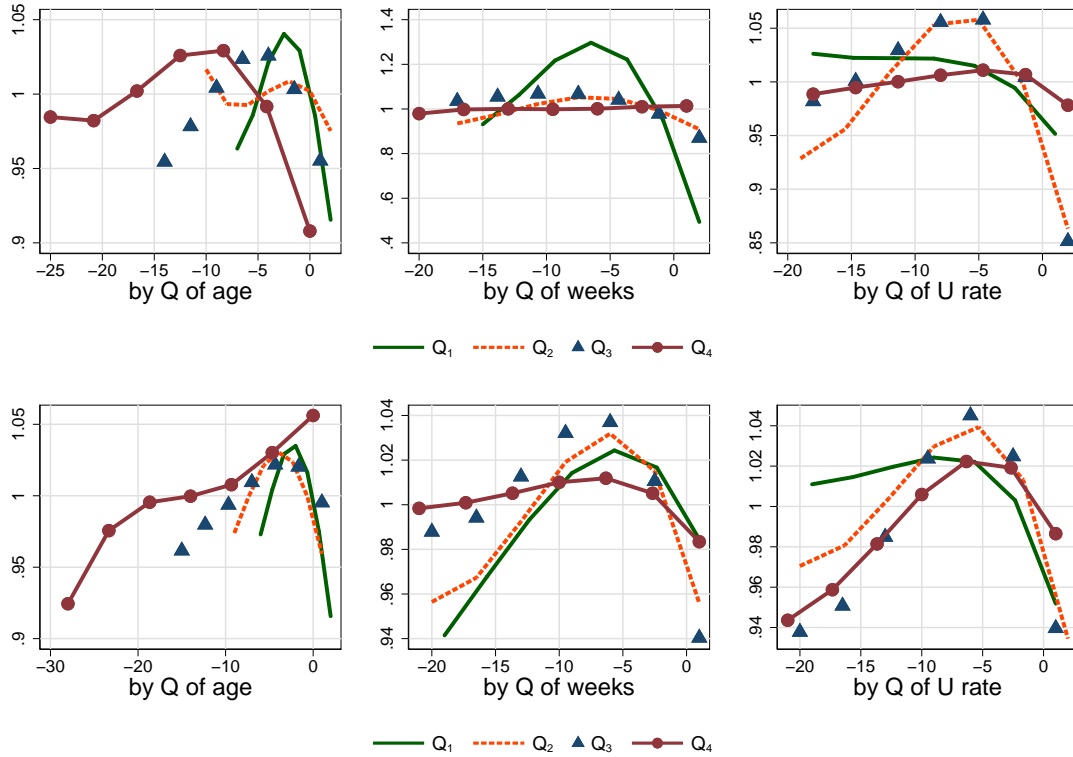 1.05
1
.95
.9
−25 −20 −15 −10 −5 0
by Q of age
1.4
1.2
1
.8
.6
.4
−20 −15 −10 −5 0
by Q of weeks
1.05
1
.95
.9
.85
−20 −15 −10 −5 0
by Q of U rate
Q1 Q2 Q3 Q4
1.05
1
.95
.9
−30 −20 −10 0
by Q of age
1.04
1.02
1
.98
.96
.94
−20 −15 −10 −5 0
by Q of weeks
1.04
1.02
1
.98
.96
.94
−20 −15 −10 −5 0
by Q of U rate
Q1 Q2 Q3 Q4